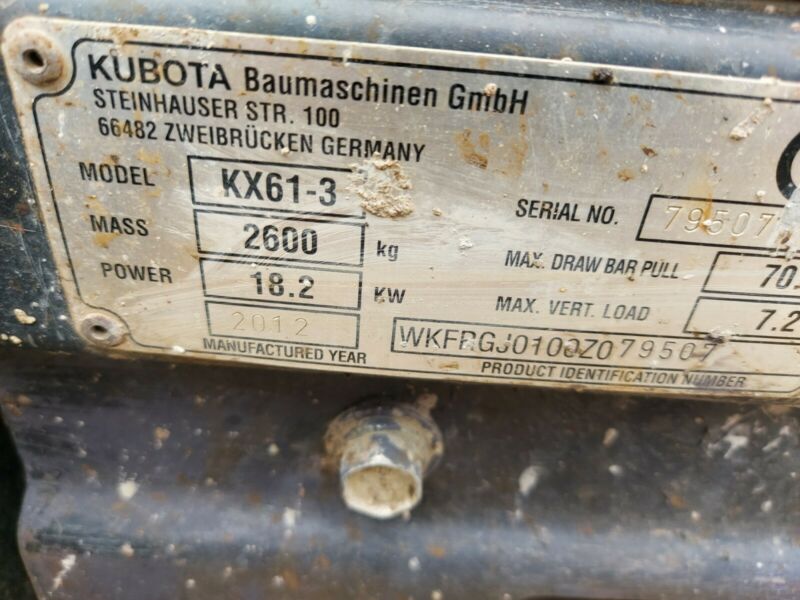 KUBOTA Baumaschinen GmbH
STEINHAUSER STR. 100
66482 ZWEIBRÜCKEN GERMANY
MODEL KX61-3
MASS 2600 kg
POWER 18.2 KW
2012
MANUFACTURED YEAR
SERIAL NO. 79507
MAX. DRAW BAR PULL 70.
MAX. VERT. LOAD 7.2
WKFRGJ0100Z079507
PRODUCT IDENTIFICATION NUMBER